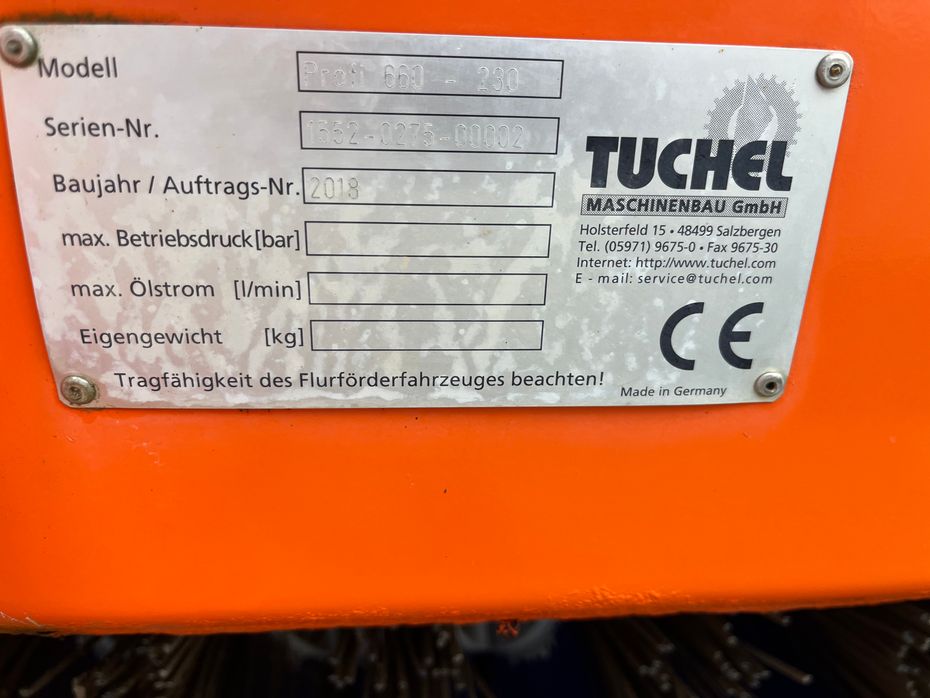 Modell Profi 660 - 230
Serien-Nr. 1552-0275-00002
Baujahr / Auftrags-Nr. 2018
max. Betriebsdruck [bar]
max. Ölstrom [l/min]
Eigengewicht [kg]
Tragfähigkeit des Flurförderfahrzeuges beachten!
TUCHEL
MASCHINENBAU GmbH
Holsterfeld 15 • 48499 Salzbergen
Tel. (05971) 9675-0 • Fax 9675-30
Internet: http://www.tuchel.com
E - mail: service@tuchel.com
CE
Made in Germany